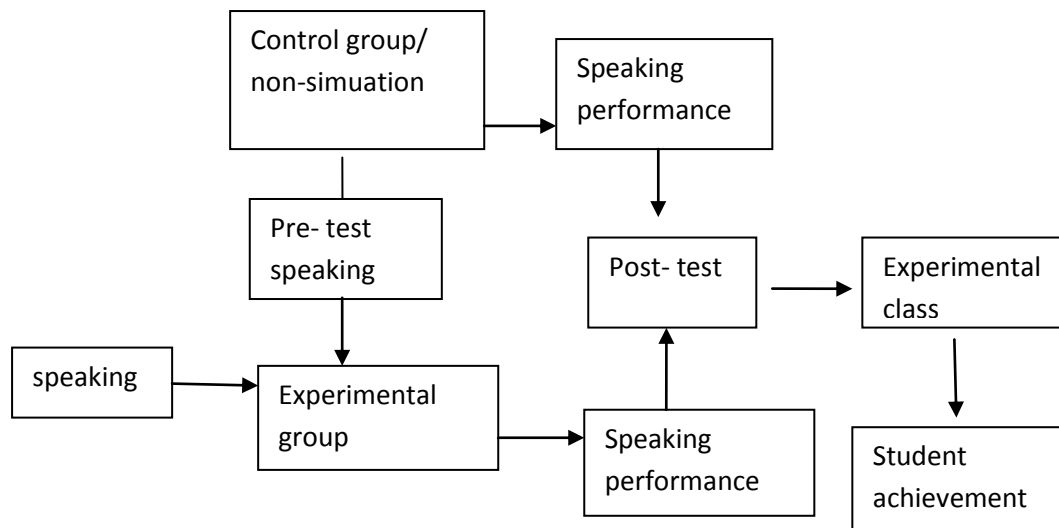 Control group/
non-simuation
Speaking
performance
Pre- test
speaking
Post- test
Experimental
class
speaking
Experimental
group
Speaking
performance
Student
achievement